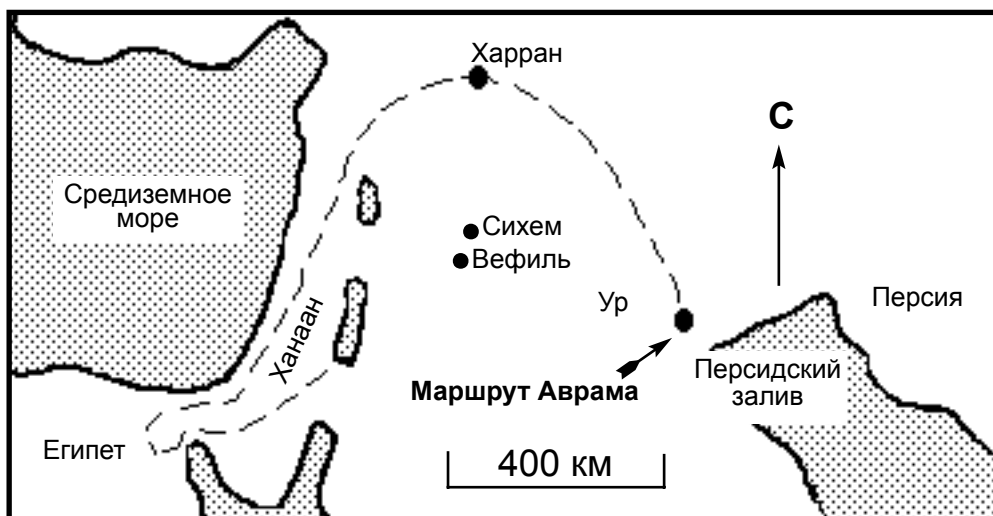 Харран
С
Средиземное
море
Сихем
Вефиль
Ур
Персия
Ханаан
Маршрут Аврама
Персидский
залив
Египет
400 км